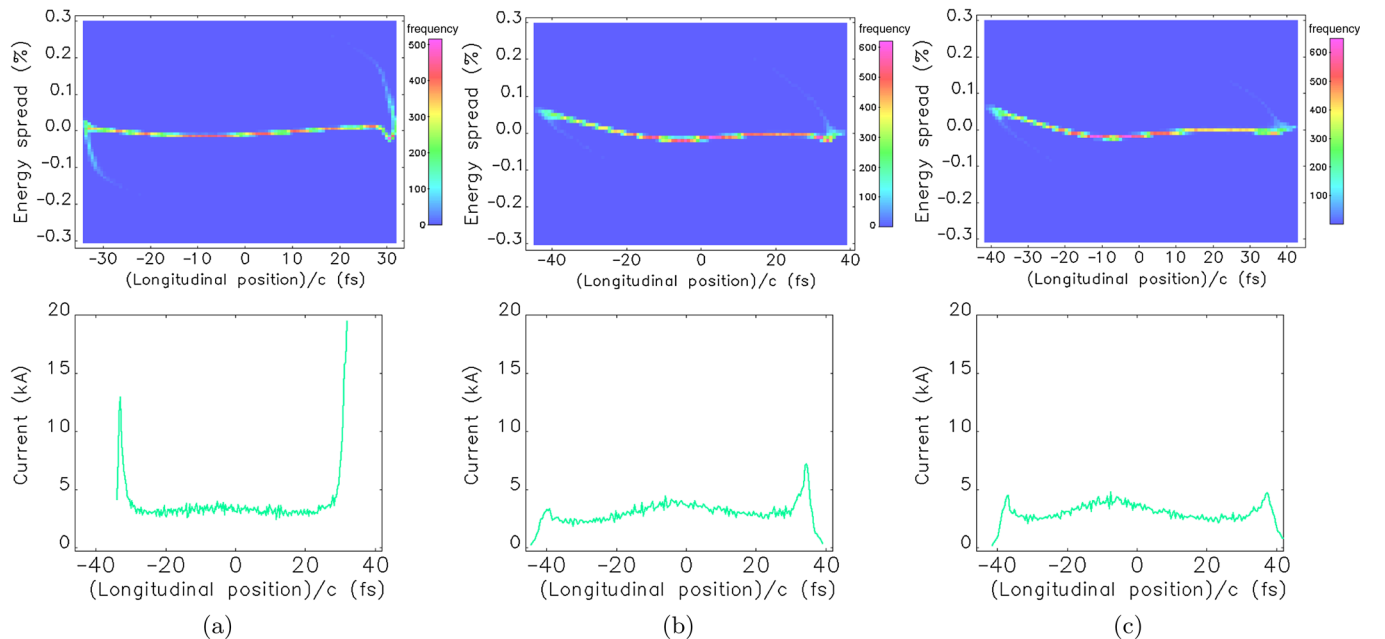 0.3
0.2
0.1
0.0
−0.1
−0.2
−0.3
Energy spread (%)
−30 −20 −10 0 10 20 30
(Longitudinal position)/c (fs)
frequency
500
400
300
200
100
0
0.3
0.2
0.1
0.0
−0.1
−0.2
−0.3
Energy spread (%)
−40 −20 0 20 40
(Longitudinal position)/c (fs)
frequency
600
500
400
300
200
100
0
0.3
0.2
0.1
0.0
−0.1
−0.2
−0.3
Energy spread (%)
−40 −30 −20 −10 0 10 20 30 40
(Longitudinal position)/c (fs)
frequency
600
500
400
300
200
100
20
15
10
5
0
Current (kA)
−40 −20 0 20 40
(Longitudinal position)/c (fs)
20
15
10
5
0
Current (kA)
−40 −20 0 20 40
(Longitudinal position)/c (fs)
20
15
10
5
0
Current (kA)
−40 −20 0 20 40
(Longitudinal position)/c (fs)
(a) (b) (c)